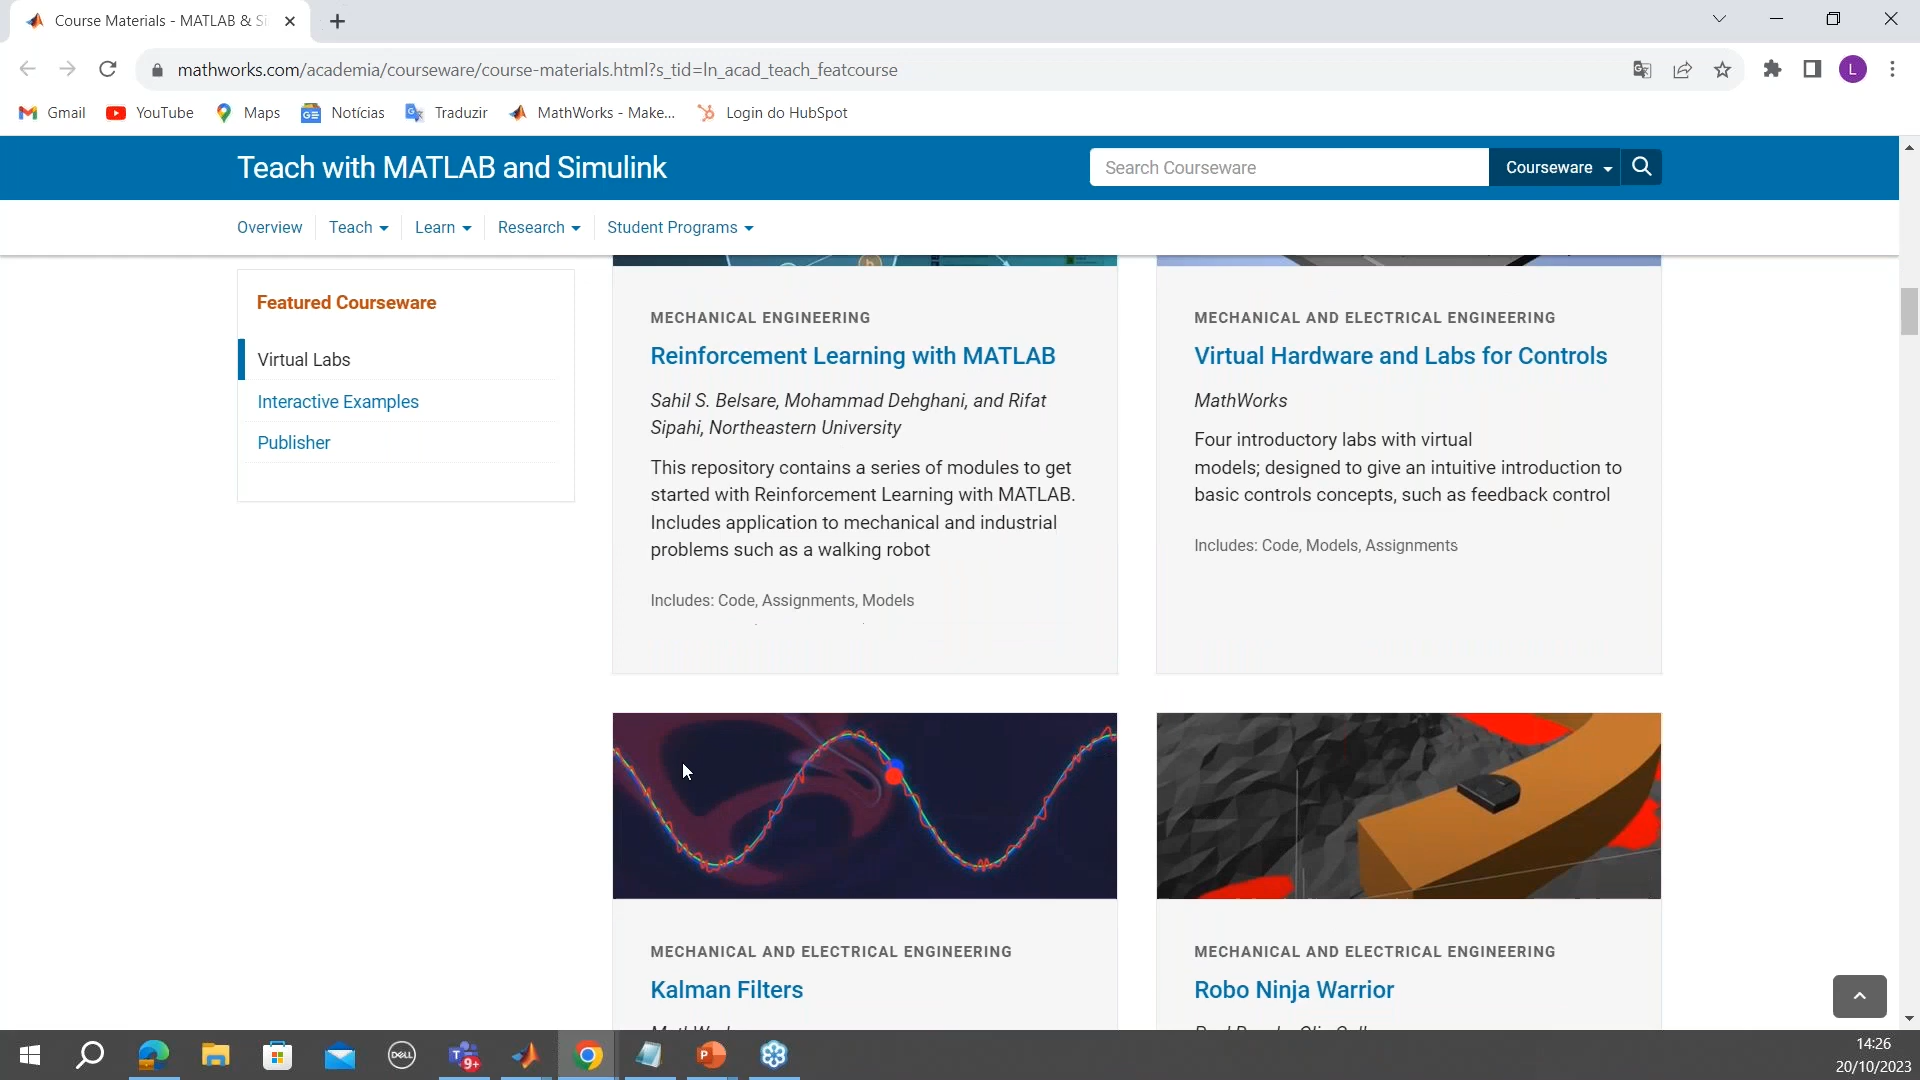 Course Materials - MATLAB & Si
mathworks.com/academia/courseware/course-materials.html?s_tid=ln_acad_teach_featcourse
L
Gmail
YouTube
Maps
Notícias
Traduzir
MathWorks - Make...
Login do HubSpot
Teach with MATLAB and Simulink
Search Courseware
Courseware
Overview
Teach
Learn
Research
Student Programs
Featured Courseware
Virtual Labs
Interactive Examples
Publisher
MECHANICAL ENGINEERING
Reinforcement Learning with MATLAB
Sahil S. Belsare, Mohammad Dehghani, and Rifat
Sipahi, Northeastern University
This repository contains a series of modules to get
started with Reinforcement Learning with MATLAB.
Includes application to mechanical and industrial
problems such as a walking robot
Includes: Code, Assignments, Models
MECHANICAL AND ELECTRICAL ENGINEERING
Virtual Hardware and Labs for Controls
MathWorks
Four introductory labs with virtual
models; designed to give an intuitive introduction to
basic controls concepts, such as feedback control
Includes: Code, Models, Assignments
MECHANICAL AND ELECTRICAL ENGINEERING
Kalman Filters
MECHANICAL AND ELECTRICAL ENGINEERING
Robo Ninja Warrior
DELL
9+
14:26
20/10/2023